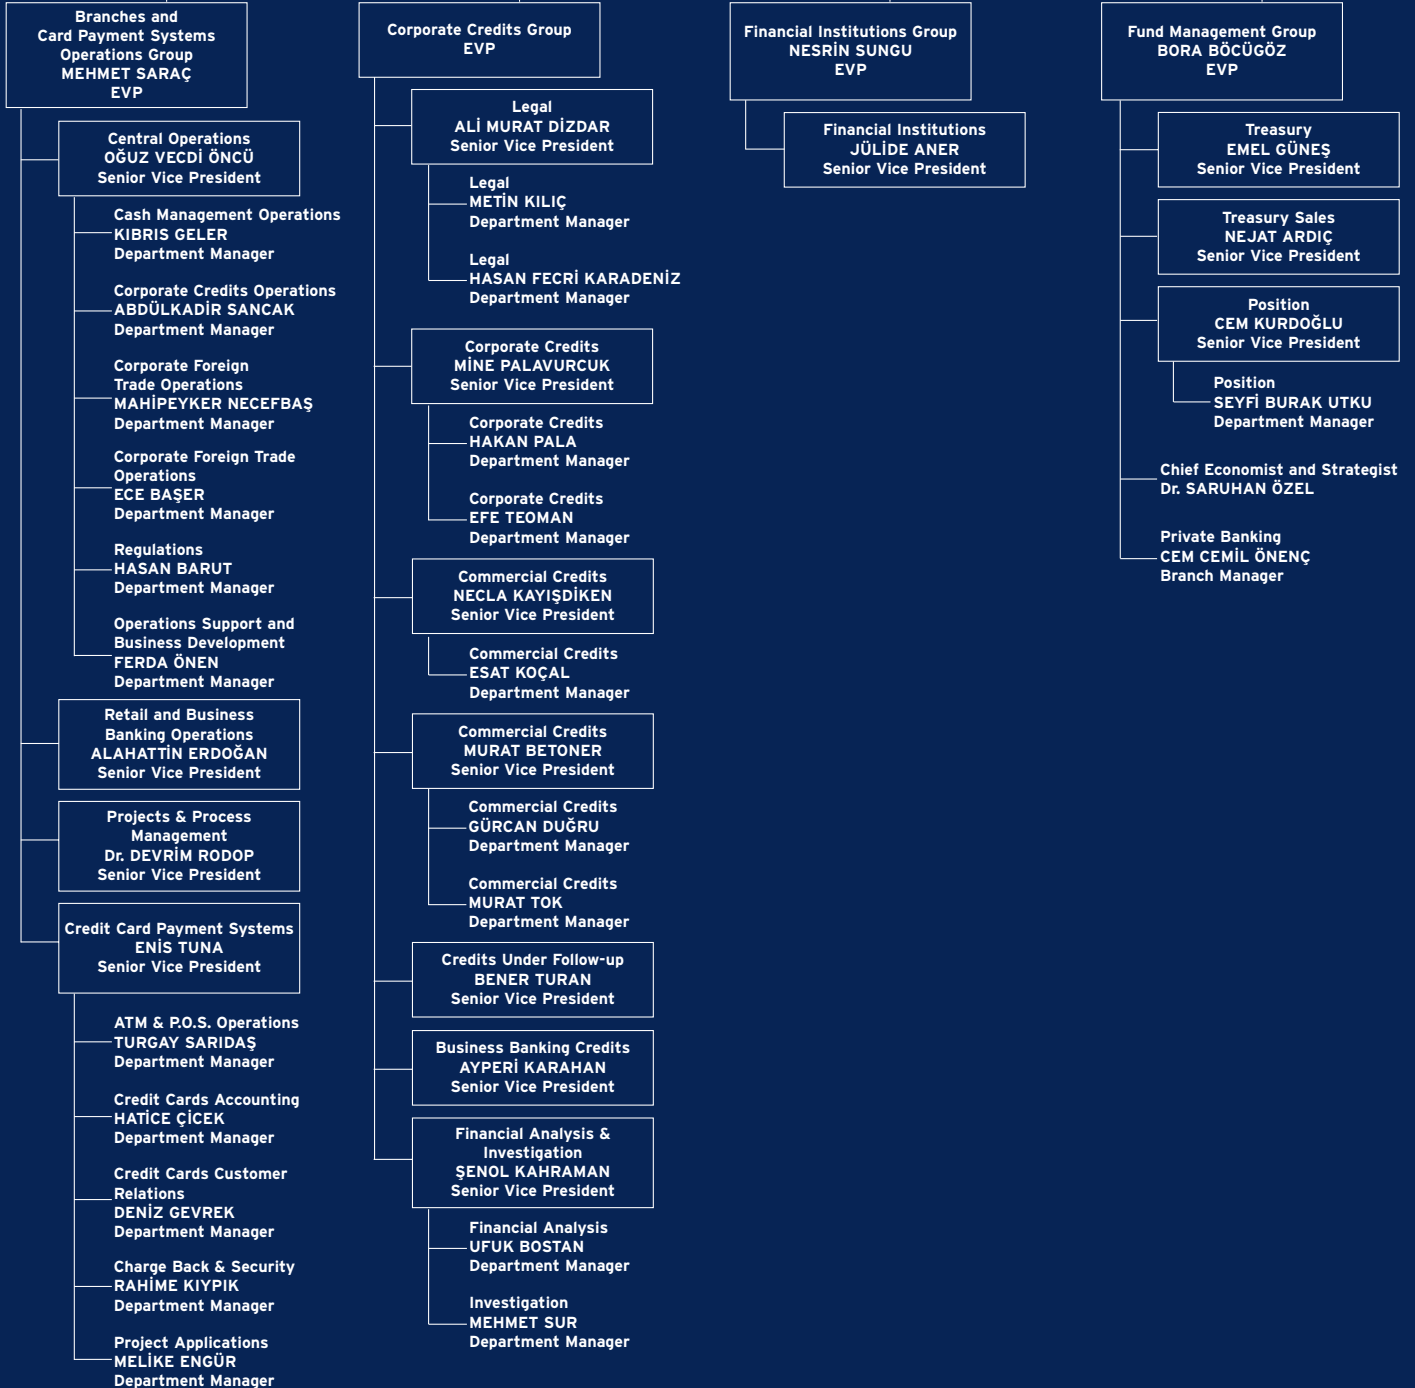 Branches and
Card Payment Systems
Operations Group
MEHMET SARAÇ
EVP
Central Operations
OĞUZ VECDİ ÖNCÜ
Senior Vice President
Cash Management Operations
KIBRIS GELER
Department Manager
Corporate Credits Operations
ABDÜLKADİR SANCAK
Department Manager
Corporate Foreign
Trade Operations
MAHİPEYKER NECEFBAŞ
Department Manager
Corporate Foreign Trade
Operations
ECE BAŞER
Department Manager
Regulations
HASAN BARUT
Department Manager
Operations Support and
Business Development
FERDA ÖNEN
Department Manager
Retail and Business
Banking Operations
ALAHATTİN ERDOĞAN
Senior Vice President
Projects & Process
Management
Dr. DEVRİM RODOP
Senior Vice President
Credit Card Payment Systems
ENİS TUNA
Senior Vice President
ATM & P.O.S. Operations
TURGAY SARIDAŞ
Department Manager
Credit Cards Accounting
HATİCE ÇİCEK
Department Manager
Credit Cards Customer
Relations
DENİZ GEVREK
Department Manager
Charge Back & Security
RAHİME KIYPIK
Department Manager
Project Applications
MELİKE ENGÜR
Department Manager
Corporate Credits Group
EVP
Legal
ALİ MURAT DİZDAR
Senior Vice President
Legal
METİN KILIÇ
Department Manager
Legal
HASAN FECRİ KARADENİZ
Department Manager
Corporate Credits
MİNE PALAVURCUK
Senior Vice President
Corporate Credits
HAKAN PALA
Department Manager
Corporate Credits
EFE TEOMAN
Department Manager
Commercial Credits
NECLA KAYIŞDİKEN
Senior Vice President
Commercial Credits
ESAT KOÇAL
Department Manager
Commercial Credits
MURAT BETONER
Senior Vice President
Commercial Credits
GÜRCAN DUĞRU
Department Manager
Commercial Credits
MURAT TOK
Department Manager
Credits Under Follow-up
BENER TURAN
Senior Vice President
Business Banking Credits
AYPERİ KARAHAN
Senior Vice President
Financial Analysis &
Investigation
ŞENOL KAHRAMAN
Senior Vice President
Financial Analysis
UFUK BOSTAN
Department Manager
Investigation
MEHMET SUR
Department Manager
Financial Institutions Group
NESRİN SUNGU
EVP
Financial Institutions
JÜLİDE ANER
Senior Vice President
Fund Management Group
BORA BÖCÜGÖZ
EVP
Treasury
EMEL GÜNEŞ
Senior Vice President
Treasury Sales
NEJAT ARDIÇ
Senior Vice President
Position
CEM KURDOĞLU
Senior Vice President
Position
SEYFİ BURAK UTKU
Department Manager
Chief Economist and Strategist
Dr. SARUHAN ÖZEL
Private Banking
CEM CEMİL ÖNENÇ
Branch Manager